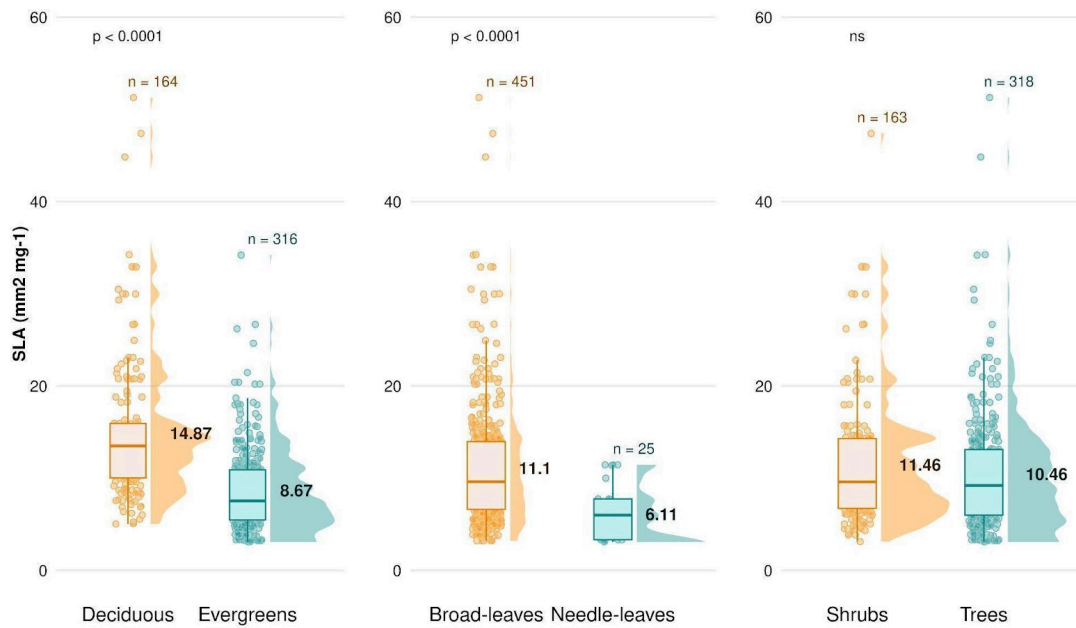 60
p < 0.0001
n = 164
40
n = 316
SLA (mm2 mg-1)
20
14.87
8.67
0
Deciduous
Evergreens
60
p < 0.0001
n = 451
40
20
n = 25
11.1
6.11
0
Broad-leaves
Needle-leaves
60
ns
n = 318
n = 163
40
20
11.46
10.46
0
Shrubs
Trees